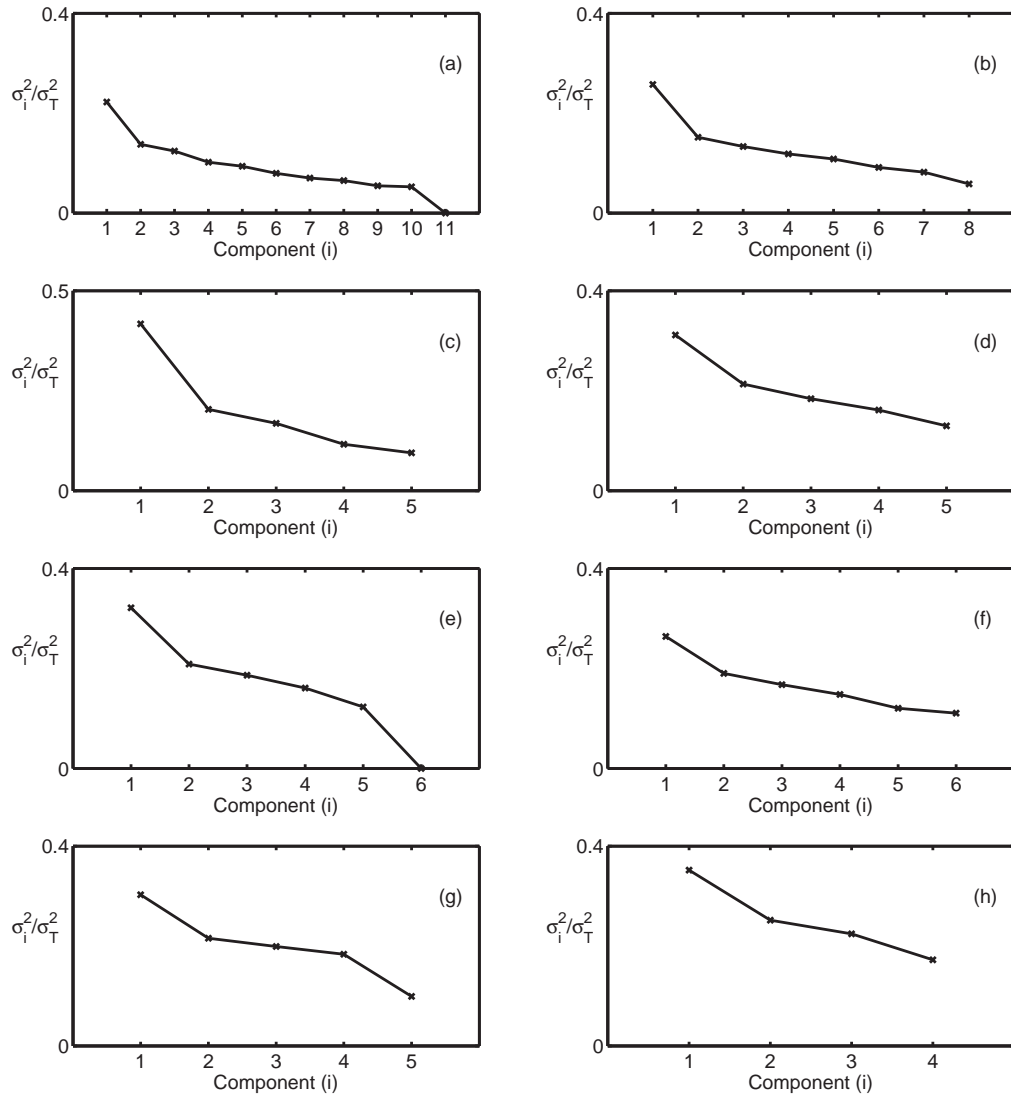 0.4
(a)
σ_i^2/σ_T^2
0
1 2 3 4 5 6 7 8 9 10 11
Component (i)
0.4
(b)
σ_i^2/σ_T^2
0
1 2 3 4 5 6 7 8
Component (i)
0.5
(c)
σ_i^2/σ_T^2
0
1 2 3 4 5
Component (i)
0.4
(d)
σ_i^2/σ_T^2
0
1 2 3 4 5
Component (i)
0.4
(e)
σ_i^2/σ_T^2
0
1 2 3 4 5 6
Component (i)
0.4
(f)
σ_i^2/σ_T^2
0
1 2 3 4 5 6
Component (i)
0.4
(g)
σ_i^2/σ_T^2
0
1 2 3 4 5
Component (i)
0.4
(h)
σ_i^2/σ_T^2
0
1 2 3 4
Component (i)